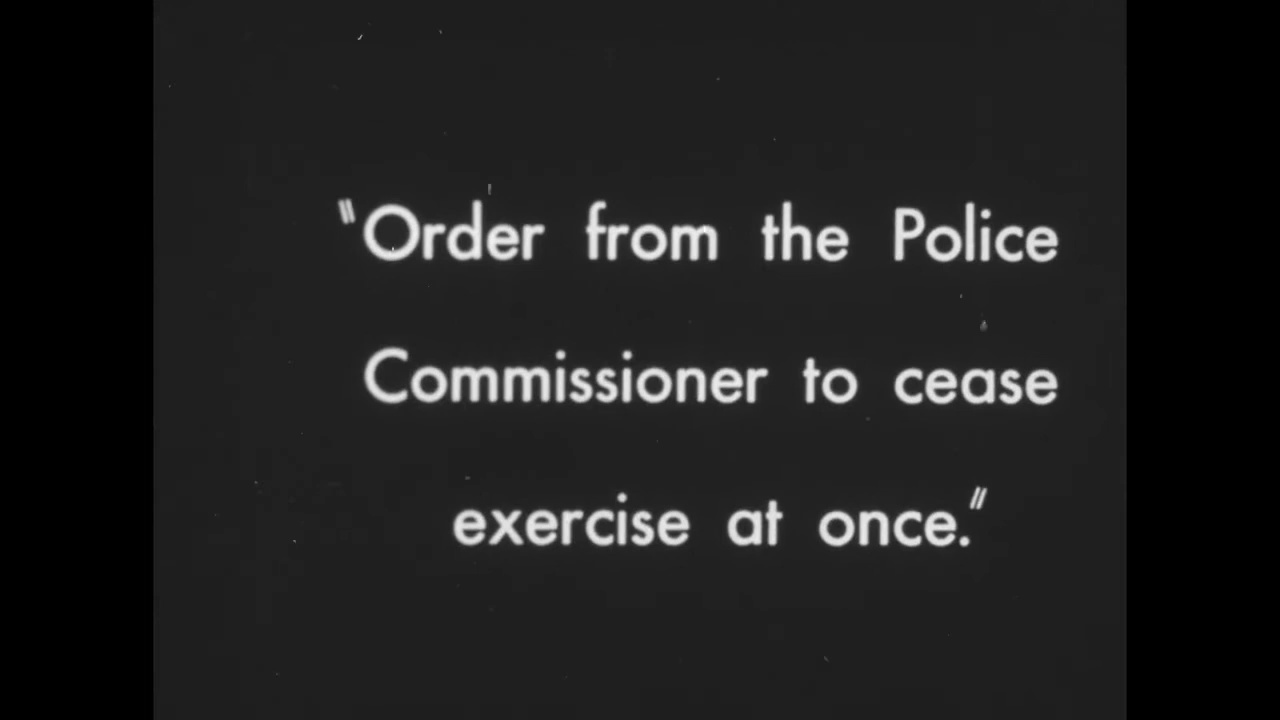 "Order from the Police
Commissioner to cease
exercise at once."